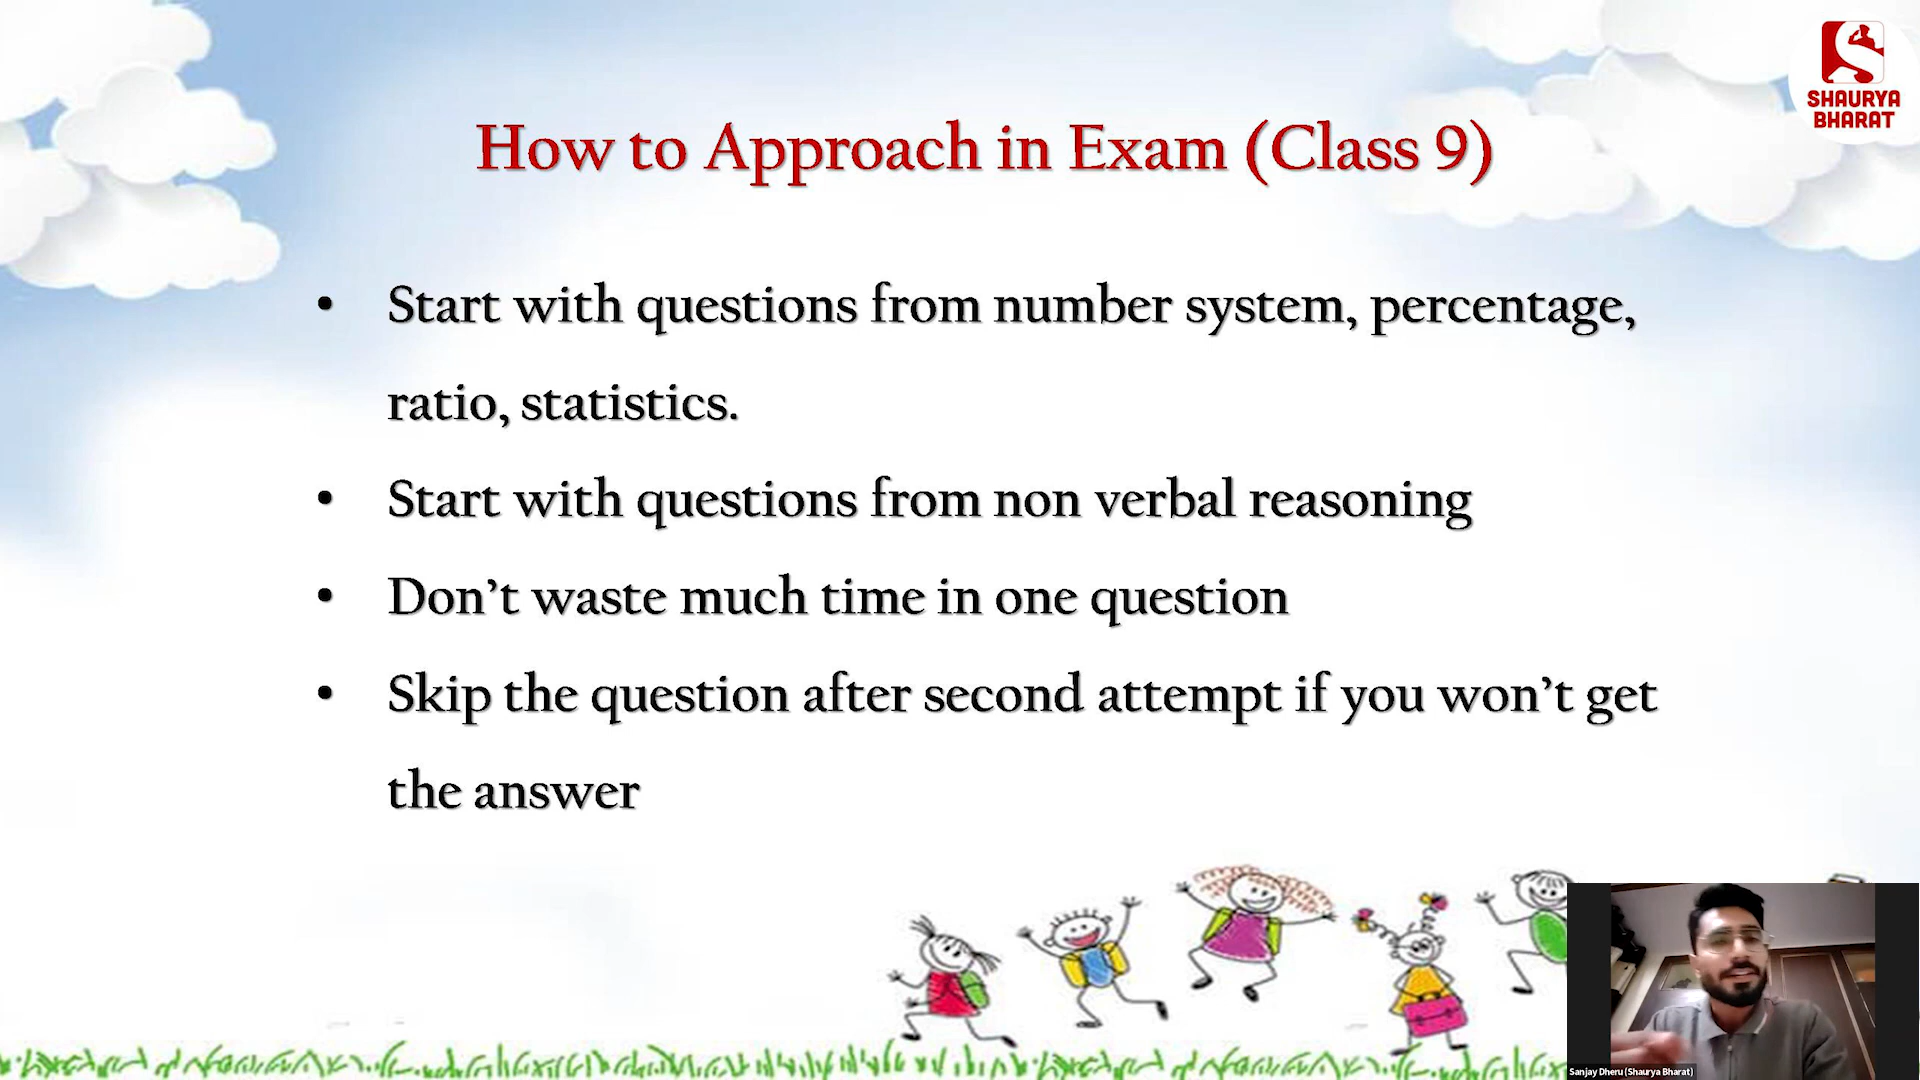 SHAURYA
BHARAT
How to Approach in Exam (Class 9)
• Start with questions from number system, percentage,
ratio, statistics.
• Start with questions from non verbal reasoning
• Don’t waste much time in one question
• Skip the question after second attempt if you won’t get
the answer
Sanjay Dheru (Shaurya Bharat)